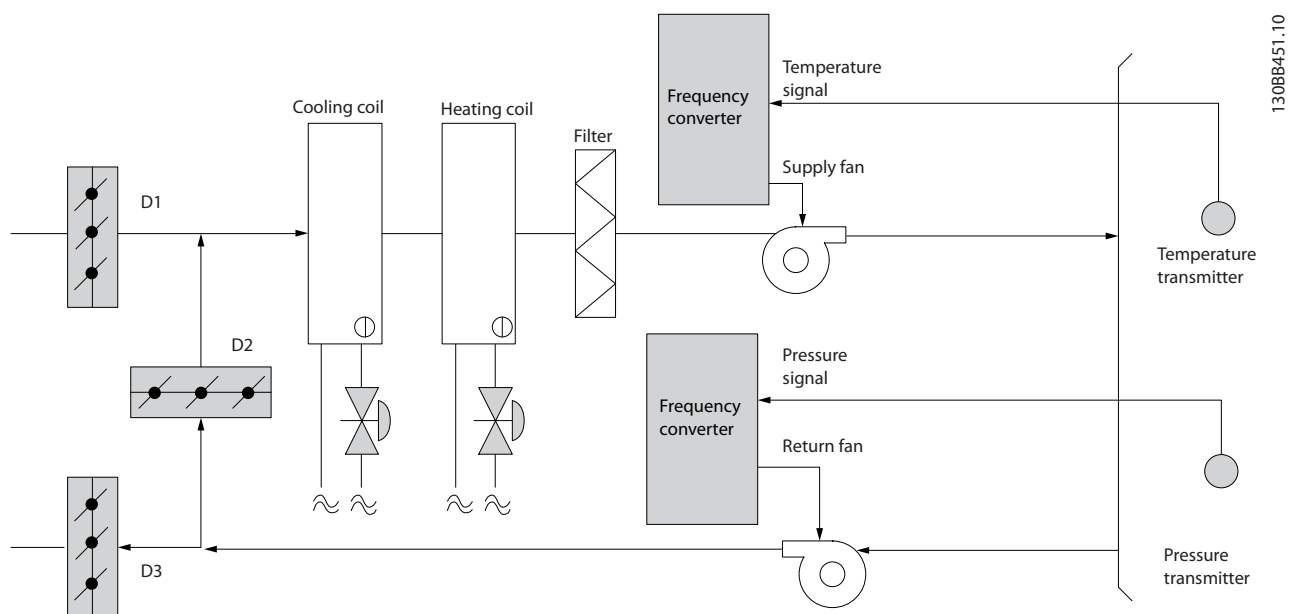 130BB451.10
Temperature
signal
Frequency
converter
Cooling coil
Heating coil
Filter
Supply fan
D1
Temperature
transmitter
D2
Pressure
signal
Frequency
converter
Return fan
D3
Pressure
transmitter